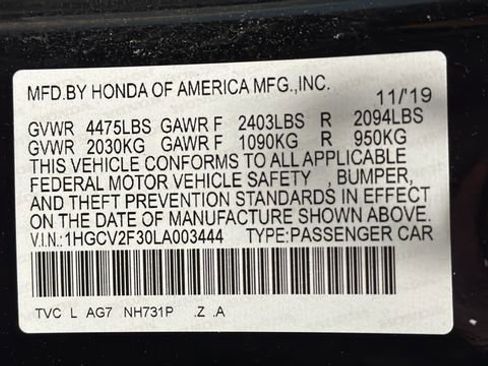 MFD.BY HONDA OF AMERICA MFG.,INC.
11/'19
GVWR 4475LBS GAWR F 2403LBS R 2094LBS
GVWR 2030KG GAWR F 1090KG R 950KG
THIS VEHICLE CONFORMS TO ALL APPLICABLE
FEDERAL MOTOR VEHICLE SAFETY , BUMPER,
AND THEFT PREVENTION STANDARDS IN EFFECT
ON THE DATE OF MANUFACTURE SHOWN ABOVE.
V.I.N.:1HGCV2F30LA003444 TYPE:PASSENGER CAR
TVC L AG7 NH731P .Z .A